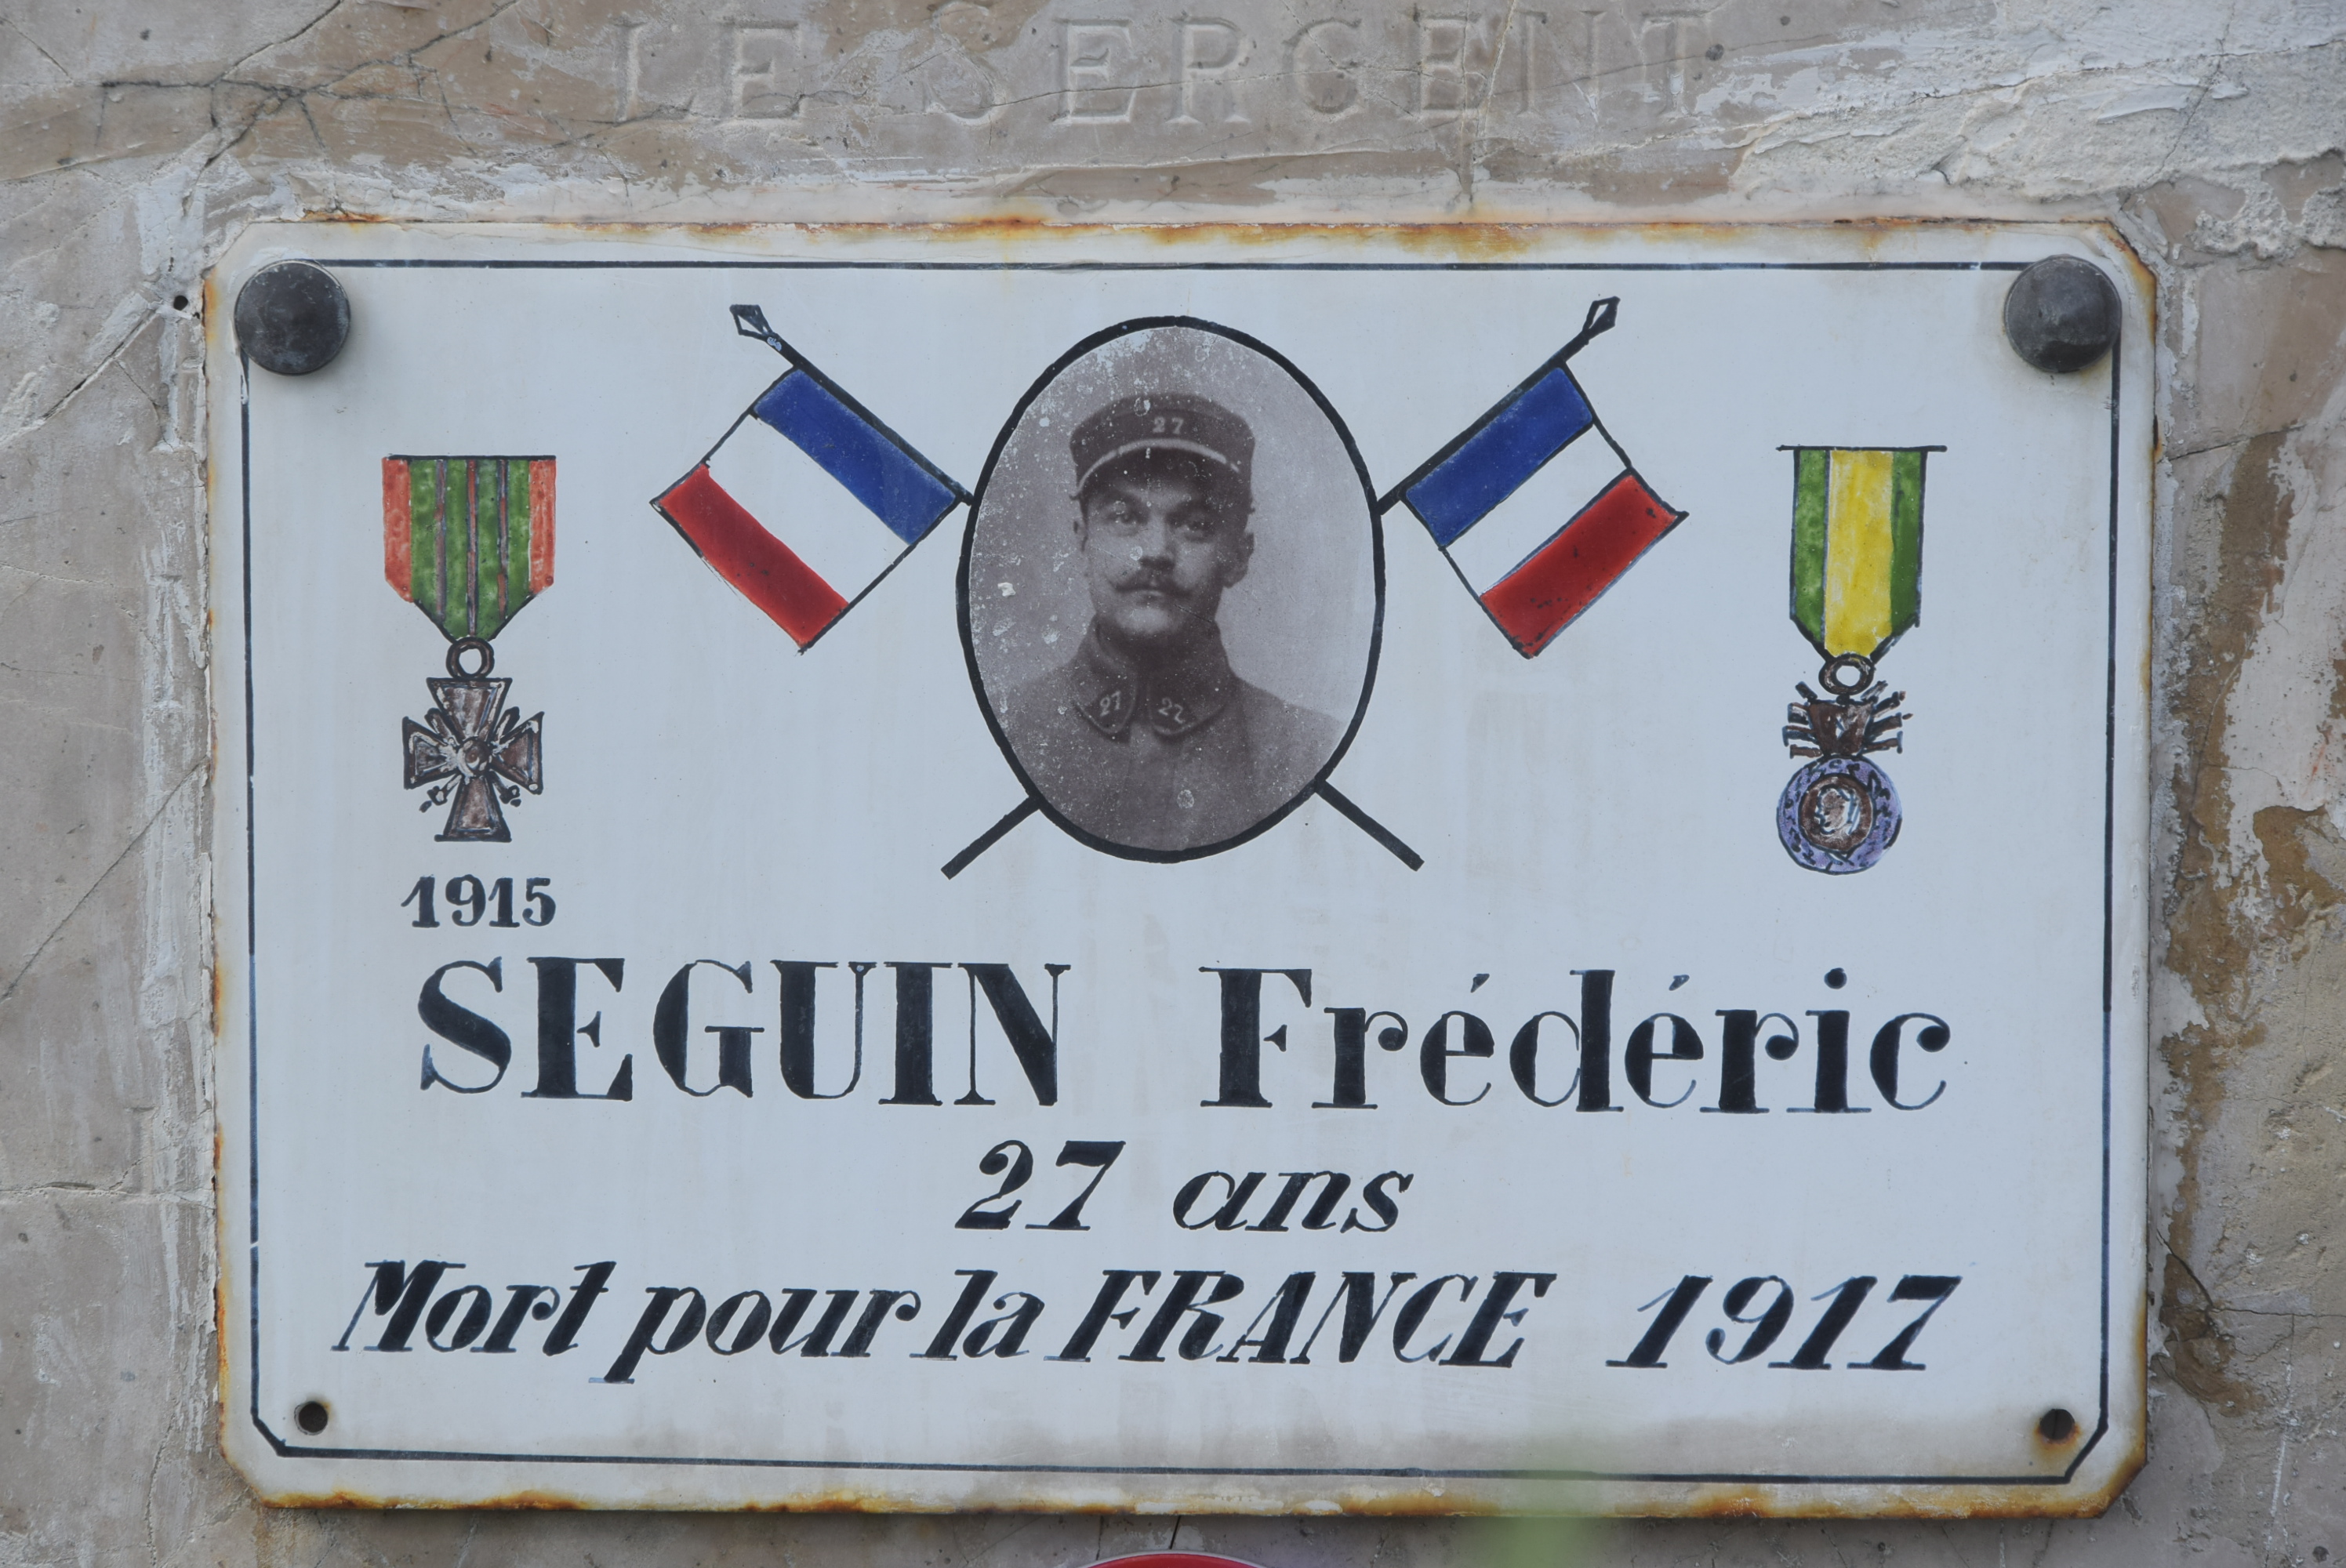 LE SERGENT
27
27 27
1915
SEGUIN Frédéric
27 ans
Mort pour la FRANCE 1917